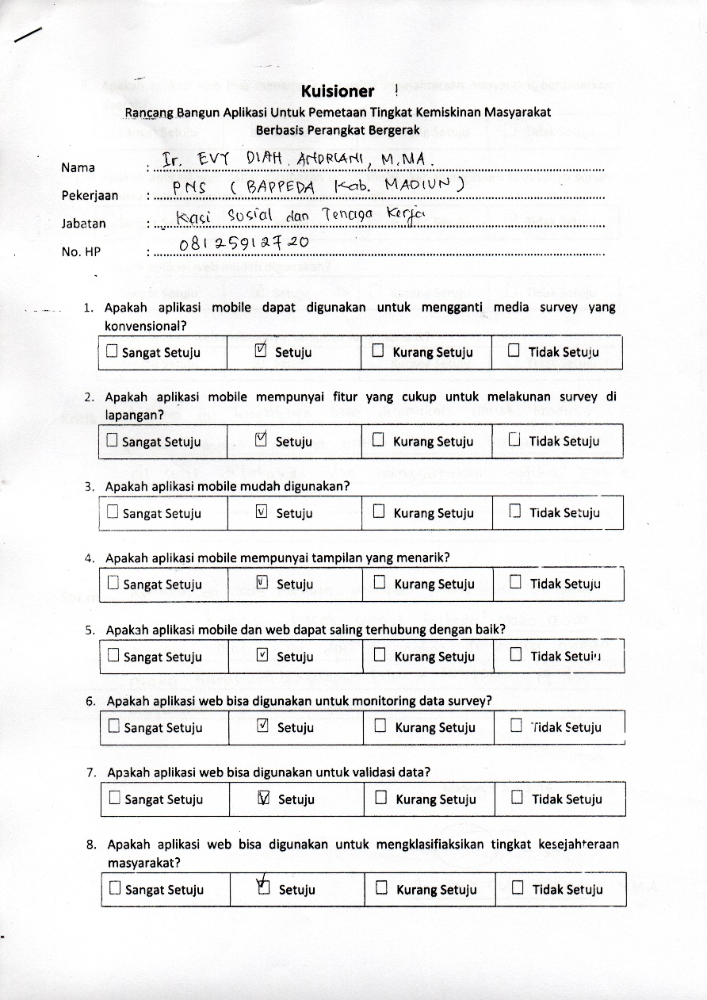 Kuisioner
Rancang Bangun Aplikasi Untuk Pemetaan Tingkat Kemiskinan Masyarakat
Berbasis Perangkat Bergerak
Nama : Ir. EVY DIAH ANDRIANI, M.MA.
Pekerjaan : PNS ( BAPPEDA Kab. MADIUN )
Jabatan : Kasi Sosial dan Tenaga Kerja
No. HP : 081259912720
1. Apakah aplikasi mobile dapat digunakan untuk mengganti media survey yang
konvensional?
☐ Sangat Setuju ☑ Setuju ☐ Kurang Setuju ☐ Tidak Setuju
2. Apakah aplikasi mobile mempunyai fitur yang cukup untuk melakunan survey di
lapangan?
☐ Sangat Setuju ☑ Setuju ☐ Kurang Setuju ☐ Tidak Setuju
3. Apakah aplikasi mobile mudah digunakan?
☐ Sangat Setuju ☑ Setuju ☐ Kurang Setuju ☐ Tidak Setuju
4. Apakah aplikasi mobile mempunyai tampilan yang menarik?
☐ Sangat Setuju ☑ Setuju ☐ Kurang Setuju ☐ Tidak Setuju
5. Apakah aplikasi mobile dan web dapat saling terhubung dengan baik?
☐ Sangat Setuju ☑ Setuju ☐ Kurang Setuju ☐ Tidak Setuju
6. Apakah aplikasi web bisa digunakan untuk monitoring data survey?
☐ Sangat Setuju ☑ Setuju ☐ Kurang Setuju ☐ Tidak Setuju
7. Apakah aplikasi web bisa digunakan untuk validasi data?
☐ Sangat Setuju ☑ Setuju ☐ Kurang Setuju ☐ Tidak Setuju
8. Apakah aplikasi web bisa digunakan untuk mengklasifiaksikan tingkat kesejahteraan
masyarakat?
☐ Sangat Setuju ☑ Setuju ☐ Kurang Setuju ☐ Tidak Setuju